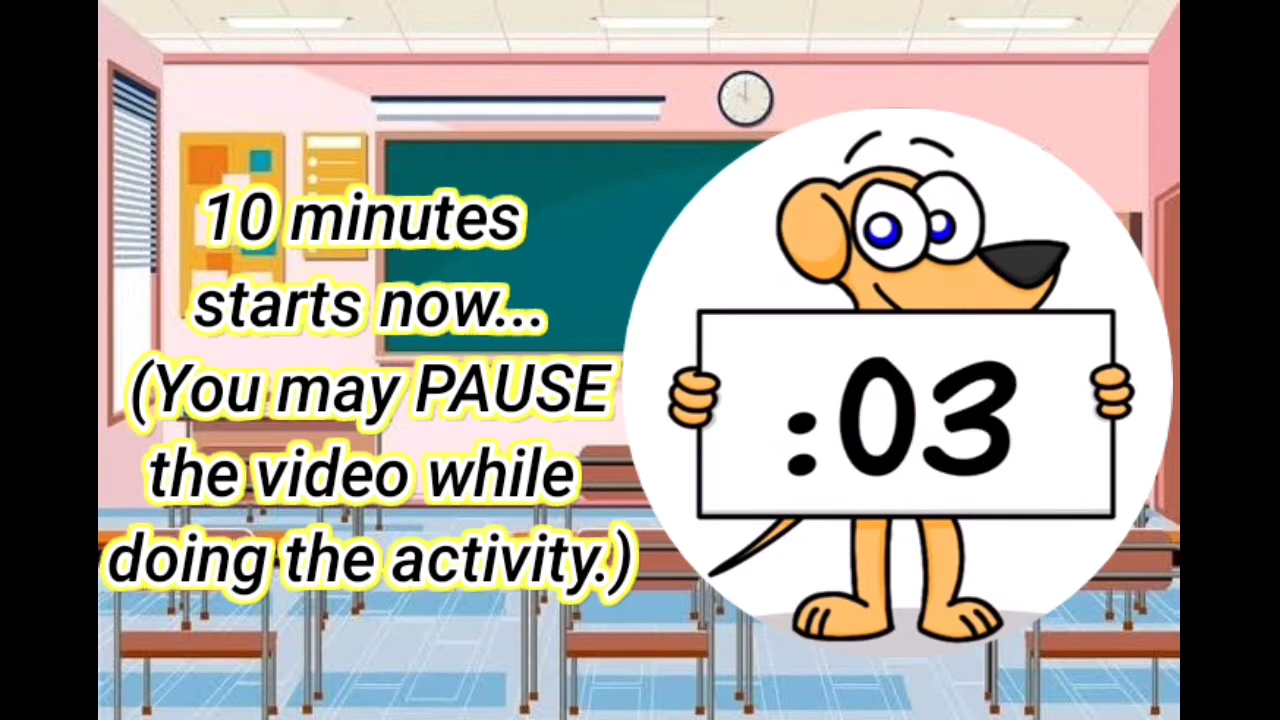 10 minutes
starts now...
(You may PAUSE
the video while
doing the activity.)
:03